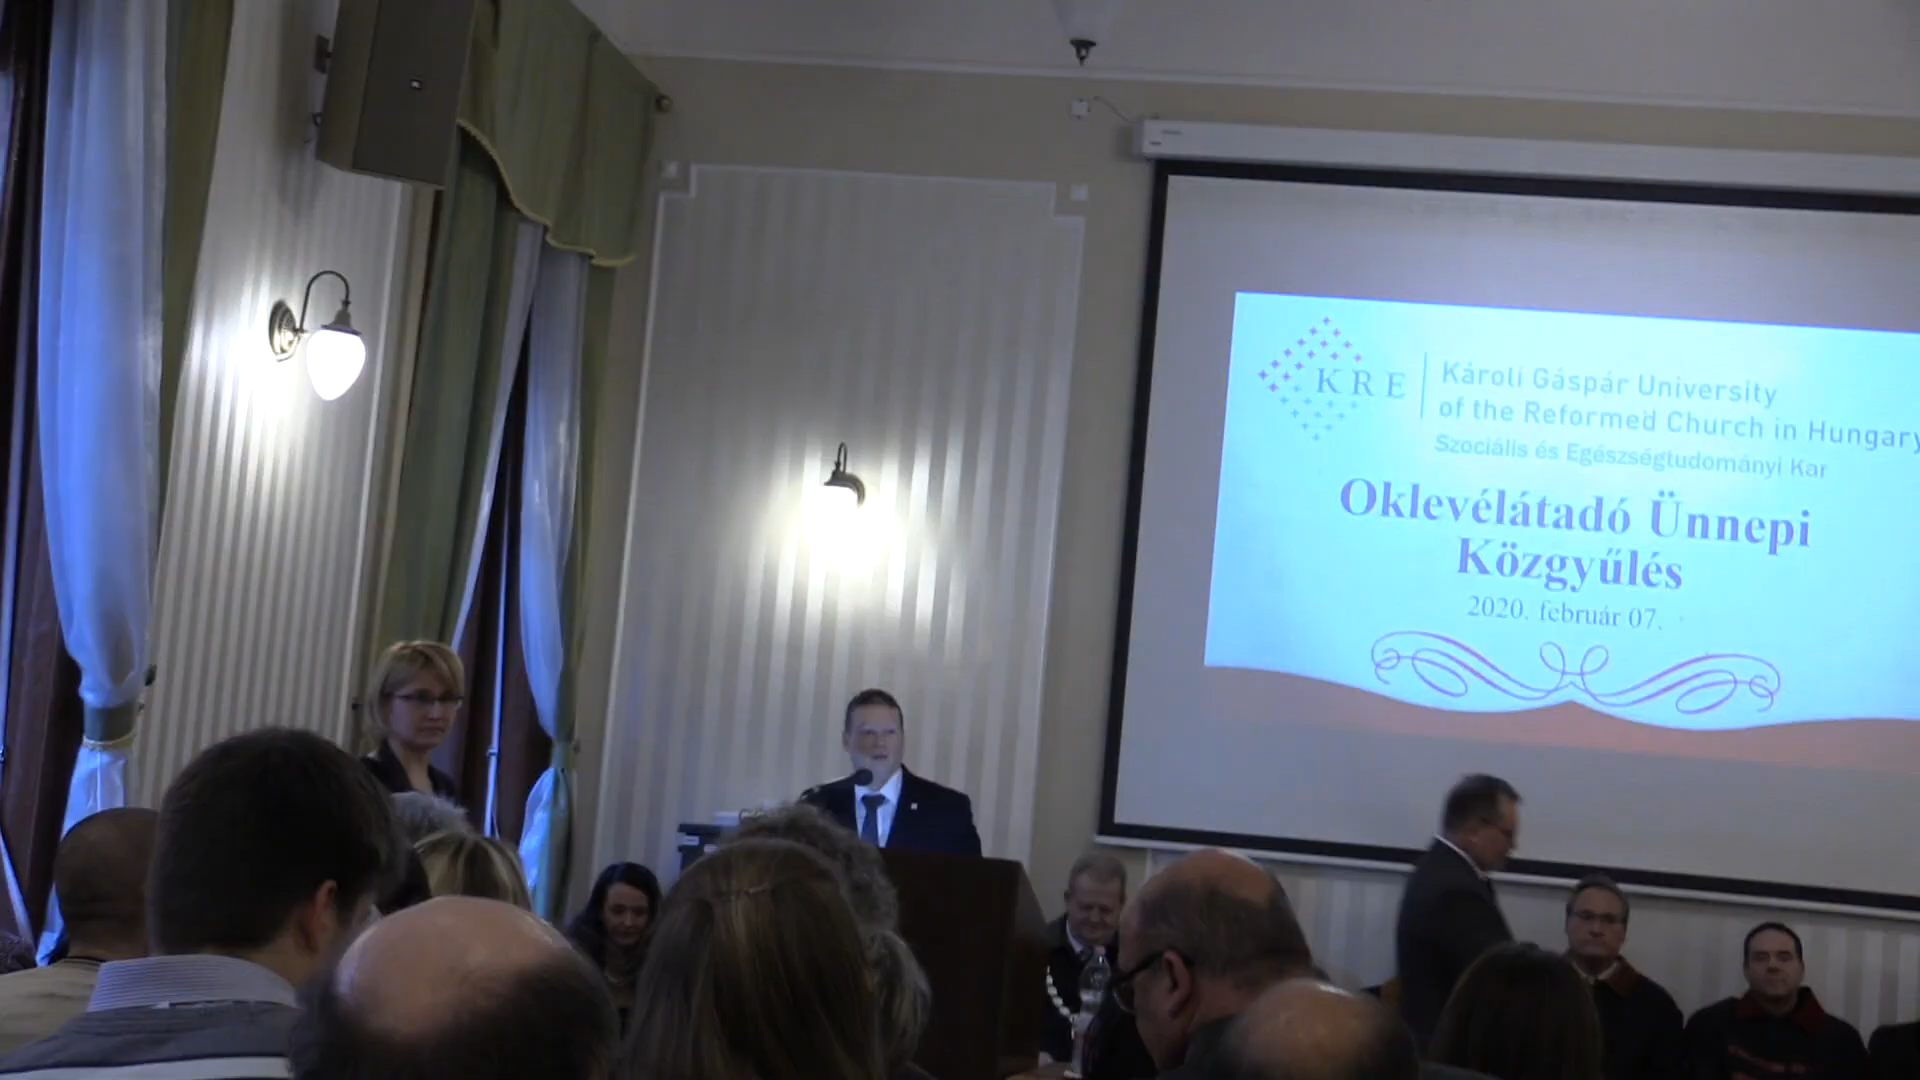 KRE
Károli Gáspár University
of the Reformed Church in Hungary
Szociális és Egészségtudományi Kar
Oklevélátadó Ünnepi
Közgyűlés
2020. február 07.